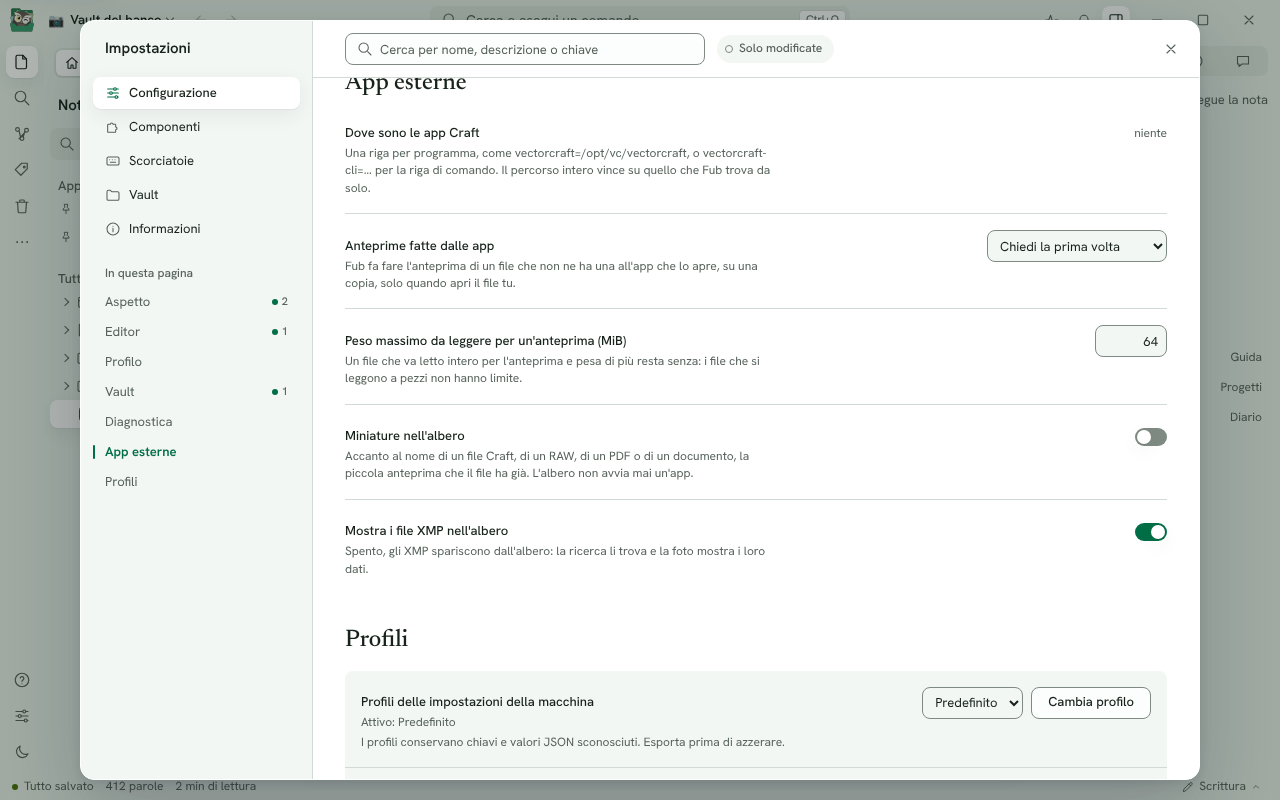 Vault del banco
Cerca o esegui un comando
Ctrl+O
Impostazioni
Cerca per nome, descrizione o chiave
Solo modificate
Configurazione
Componenti
Scorciatoie
Vault
Informazioni
In questa pagina
Aspetto 2
Editor 1
Profilo
Vault 1
Diagnostica
App esterne
Profili
App esterne
Dove sono le app Craft
niente
Una riga per programma, come vectorcraft=/opt/vc/vectorcraft, o vectorcraft-
cli=… per la riga di comando. Il percorso intero vince su quello che Fub trova da
solo.
Anteprime fatte dalle app
Chiedi la prima volta
Fub fa fare l'anteprima di un file che non ne ha una all'app che lo apre, su una
copia, solo quando apri il file tu.
Peso massimo da leggere per un'anteprima (MiB)
64
Un file che va letto intero per l'anteprima e pesa di più resta senza: i file che si
leggono a pezzi non hanno limite.
Miniature nell'albero
Accanto al nome di un file Craft, di un RAW, di un PDF o di un documento, la
piccola anteprima che il file ha già. L'albero non avvia mai un'app.
Mostra i file XMP nell'albero
Spento, gli XMP spariscono dall'albero: la ricerca li trova e la foto mostra i loro
dati.
Profili
Profili delle impostazioni della macchina
Predefinito
Cambia profilo
Attivo: Predefinito
I profili conservano chiavi e valori JSON sconosciuti. Esporta prima di azzerare.
Not
App
Tutt
egue la nota
Guida
Progetti
Diario
Tutto salvato
412 parole
2 min di lettura
Scrittura